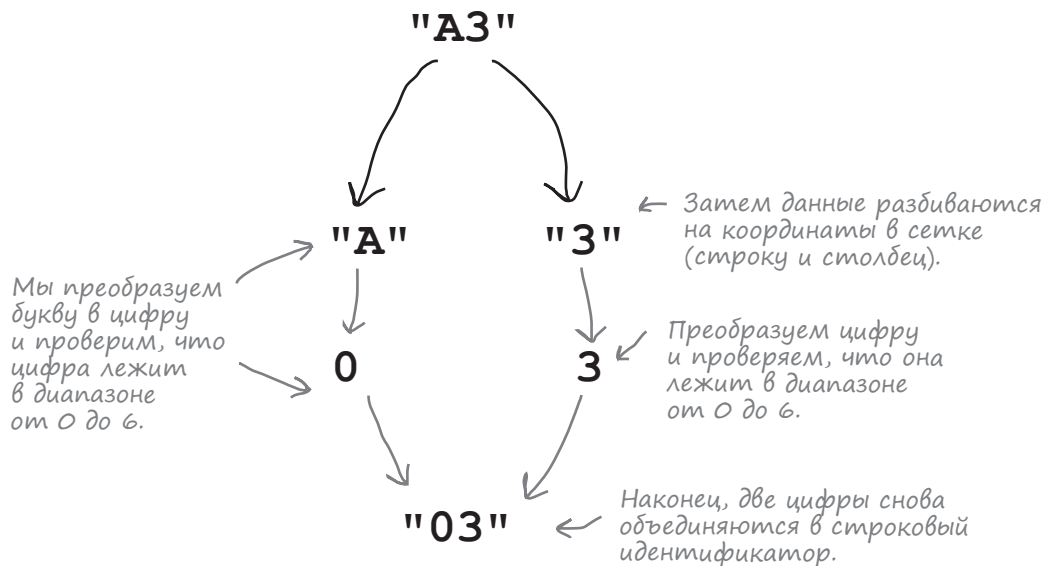 "A3"
"A"
"3"
Затем данные разбиваются
на координаты в сетке
(строку и столбец).
Мы преобразуем
букву в цифру
и проверим, что
цифра лежит
в диапазоне
от 0 до 6.
0
3
Преобразуем цифру
и проверяем, что она
лежит в диапазоне
от 0 до 6.
"03"
Наконец, две цифры снова
объединяются в строковый
идентификатор.